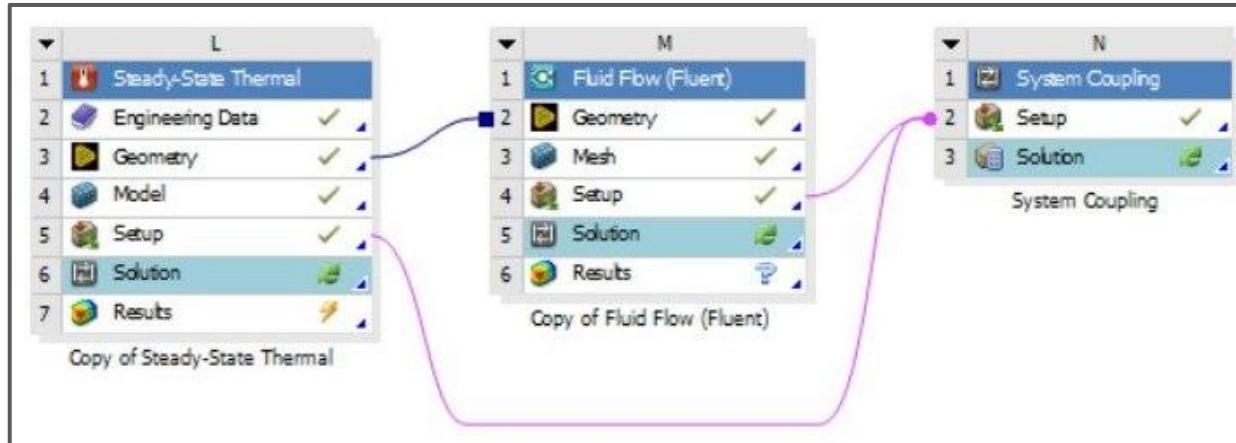 L
1 Steady-State Thermal
2 Engineering Data
3 Geometry
4 Model
5 Setup
6 Solution
7 Results
Copy of Steady-State Thermal
M
1 Fluid Flow (Fluent)
2 Geometry
3 Mesh
4 Setup
5 Solution
6 Results
Copy of Fluid Flow (Fluent)
N
1 System Coupling
2 Setup
3 Solution
System Coupling